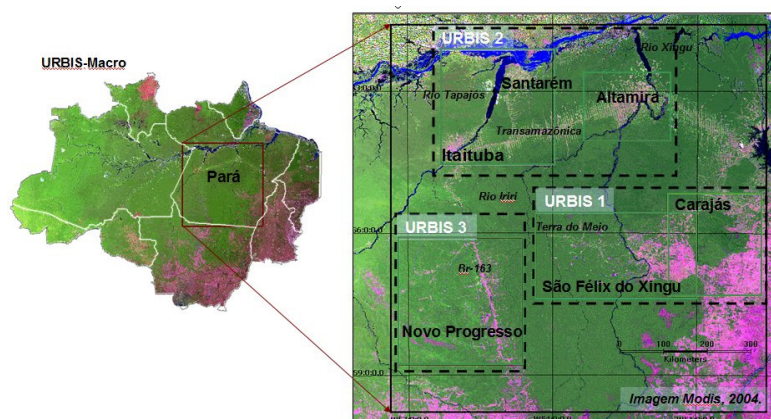 URBIS-Macro
Pará
URBIS 2
Rio Xingu
Santarém
Rio Tapajós
Altamira
Transamazônica
Itaituba
Rio Iriri
URBIS 1
Carajás
URBIS 3
Terra do Meio
Br-163
São Félix do Xingu
Novo Progresso
0 100 200 300
Kilometers
Imagem Modis, 2004.